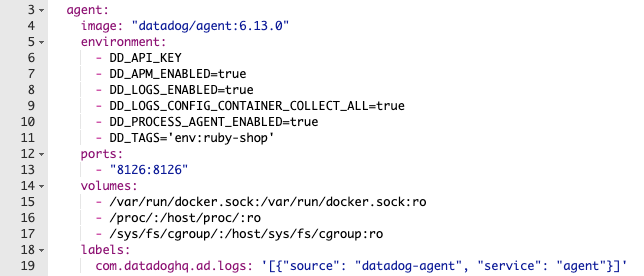 3 agent:
4 image: "datadog/agent:6.13.0"
5 environment:
6 - DD_API_KEY
7 - DD_APM_ENABLED=true
8 - DD_LOGS_ENABLED=true
9 - DD_LOGS_CONFIG_CONTAINER_COLLECT_ALL=true
10 - DD_PROCESS_AGENT_ENABLED=true
11 - DD_TAGS='env:ruby-shop'
12 ports:
13 - "8126:8126"
14 volumes:
15 - /var/run/docker.sock:/var/run/docker.sock:ro
16 - /proc/:/host/proc/:ro
17 - /sys/fs/cgroup/:/host/sys/fs/cgroup:ro
18 labels:
19 com.datadoghq.ad.logs: '[{"source": "datadog-agent", "service": "agent"}]'